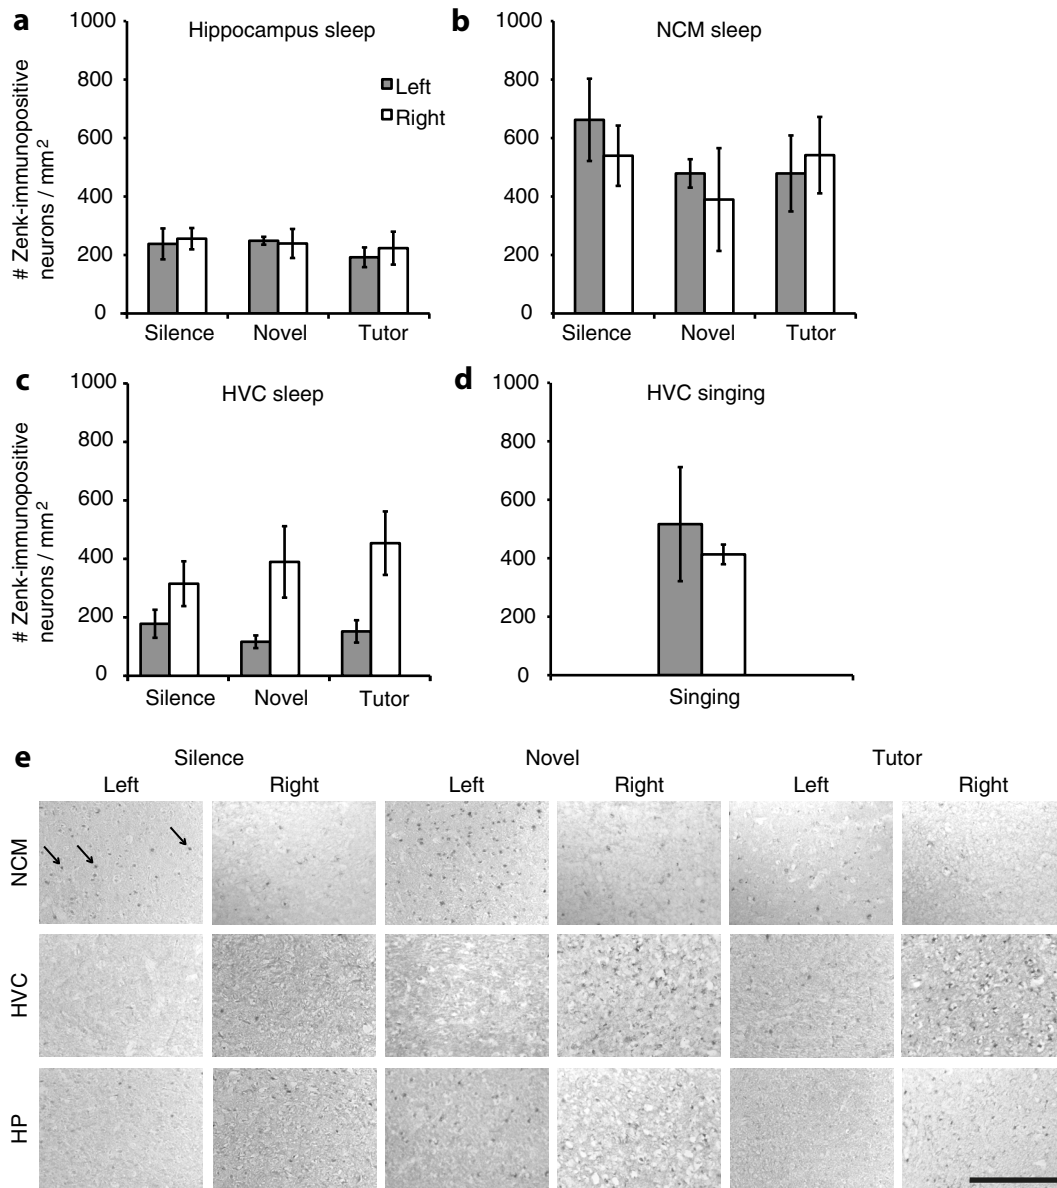 a
Hippocampus sleep
# Zenk-immunopositive
neurons / mm2
1000
800
600
400
200
0
Left
Right
Silence Novel Tutor
b
NCM sleep
1000
800
600
400
200
0
Silence Novel Tutor
c
HVC sleep
# Zenk-immunopositive
neurons / mm2
1000
800
600
400
200
0
Silence Novel Tutor
d
HVC singing
1000
800
600
400
200
0
Singing
e
Silence Novel Tutor
Left Right Left Right Left Right
NCM
HVC
HP